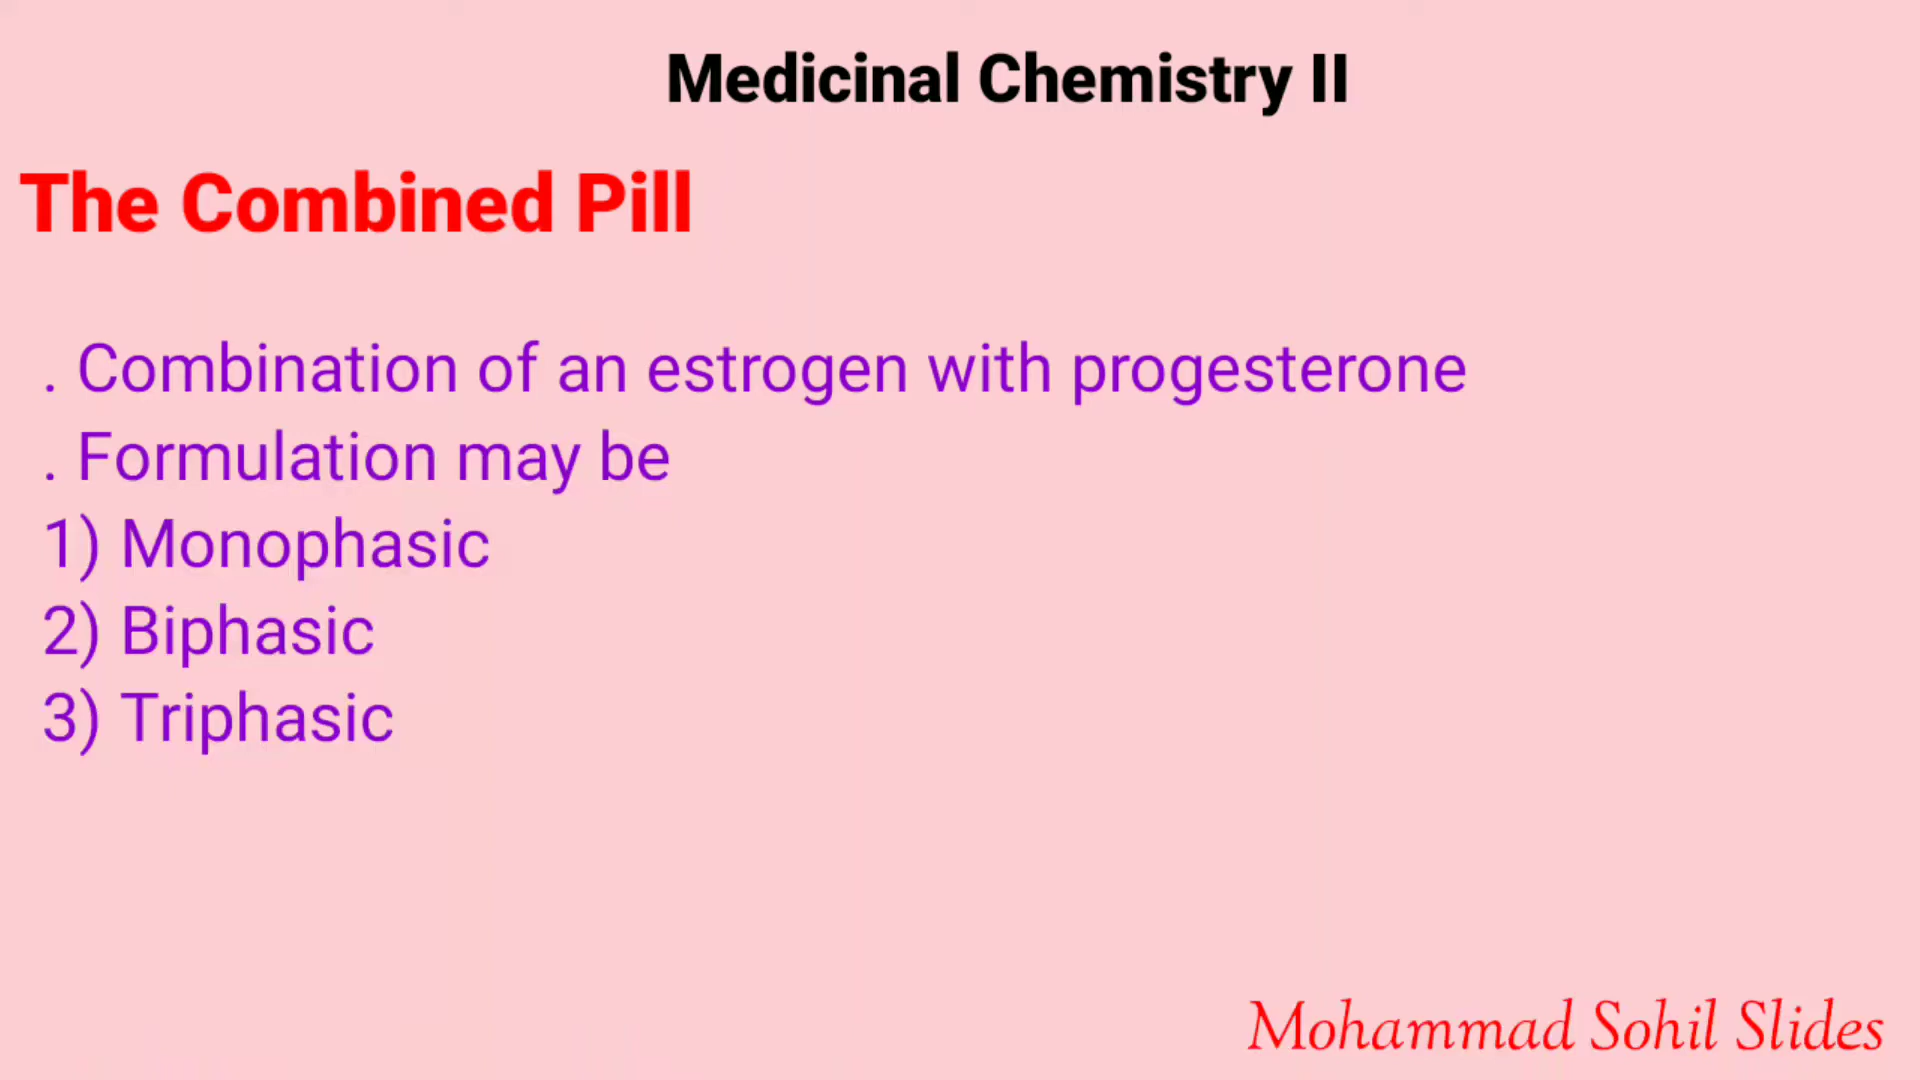 Medicinal Chemistry II
The Combined Pill
. Combination of an estrogen with progesterone
. Formulation may be
1) Monophasic
2) Biphasic
3) Triphasic
Mohammad Sohil Slides